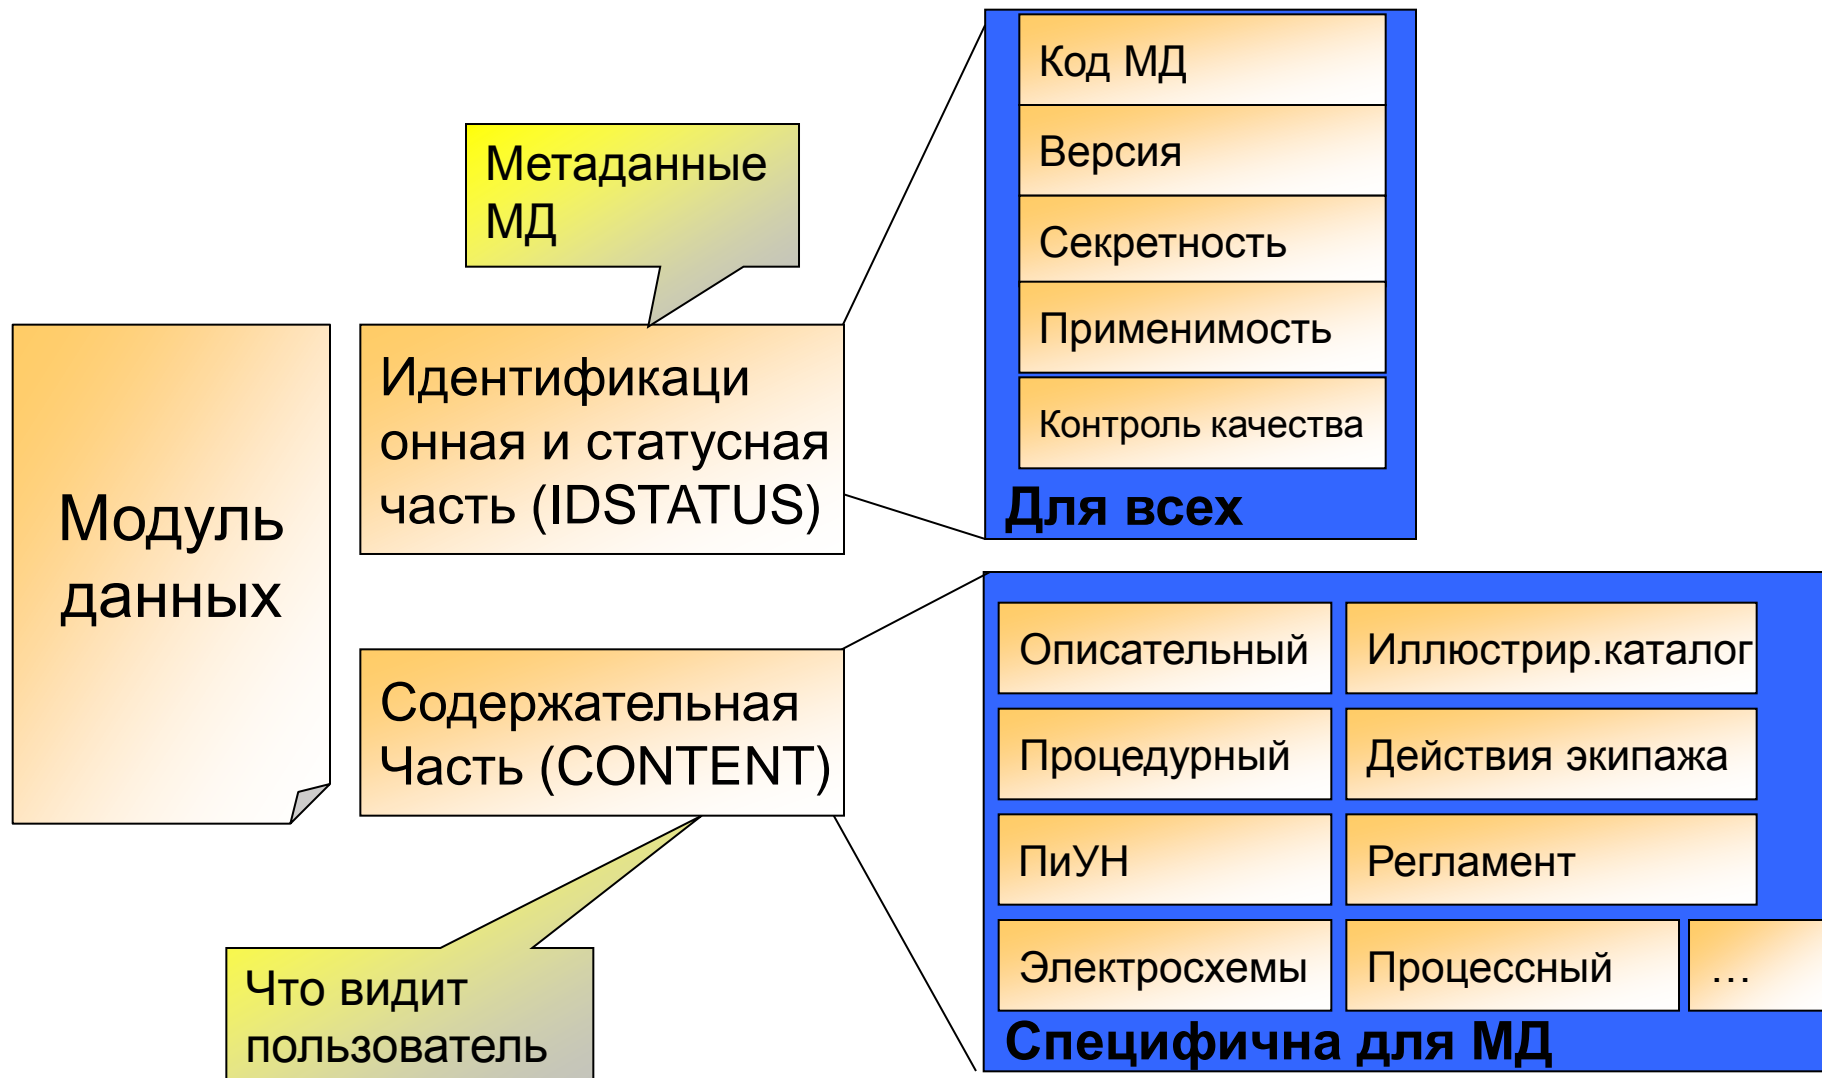 Модуль
данных
Метаданные
МД
Идентификаци
онная и статусная
часть (IDSTATUS)
Содержательная
Часть (CONTENT)
Что видит
пользователь
Код МД
Версия
Секретность
Применимость
Контроль качества
Для всех
Описательный
Иллюстрир.каталог
Процедурный
Действия экипажа
ПиУН
Регламент
Электросхемы
Процессный
…
Специфична для МД